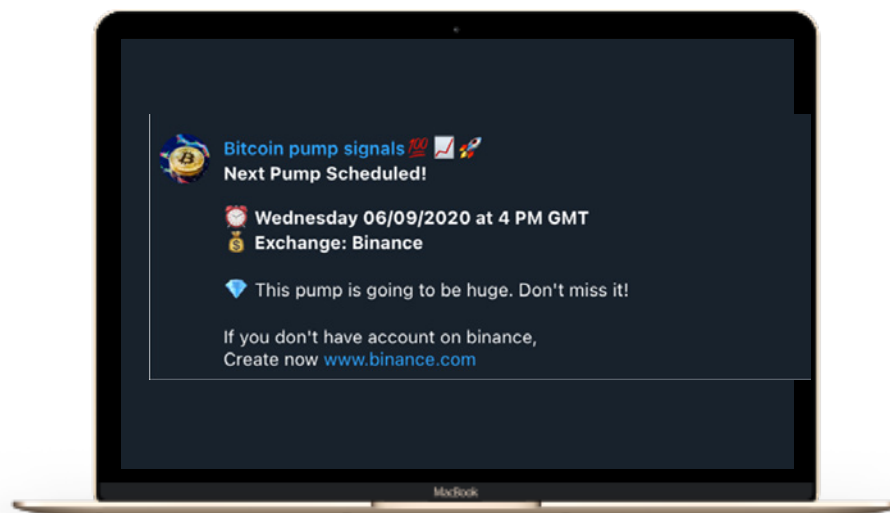 Bitcoin pump signals💯 📈 🚀
Next Pump Scheduled!
⏰ Wednesday 06/09/2020 at 4 PM GMT
💰 Exchange: Binance
💎 This pump is going to be huge. Don't miss it!
If you don't have account on binance,
Create now www.binance.com
MacBook